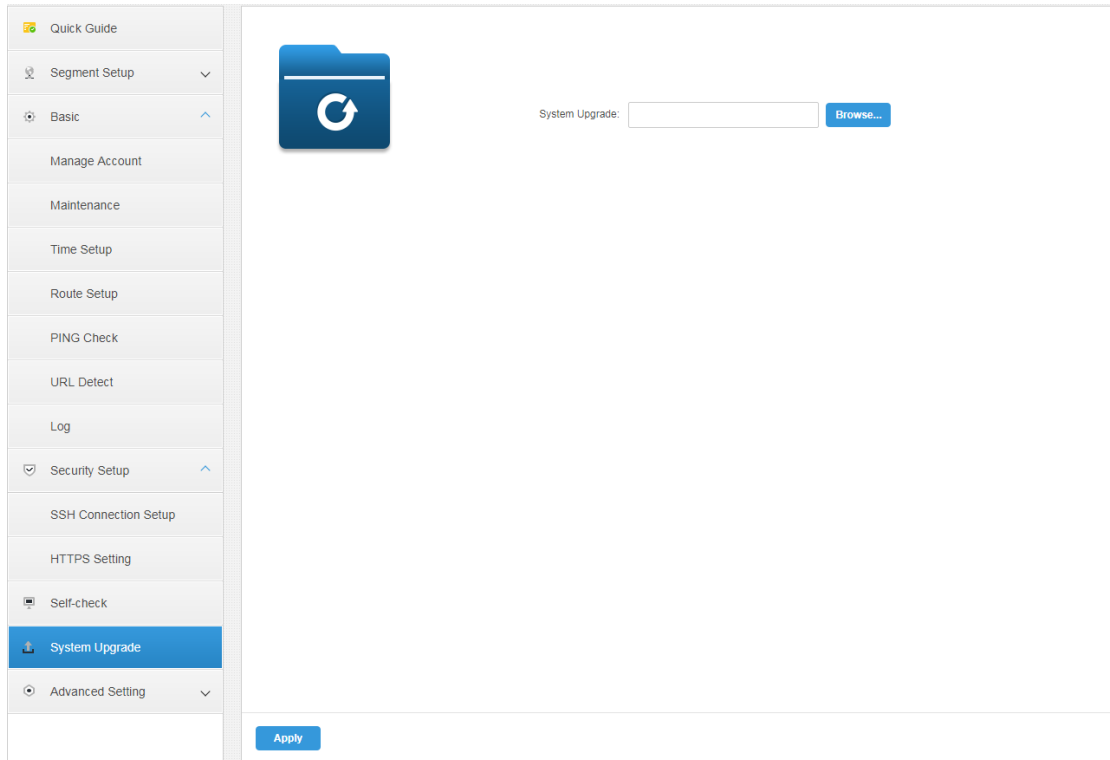 Quick Guide
Segment Setup
Basic
Manage Account
Maintenance
Time Setup
Route Setup
PING Check
URL Detect
Log
Security Setup
SSH Connection Setup
HTTPS Setting
Self-check
System Upgrade
Advanced Setting
System Upgrade:
Browse...
Apply